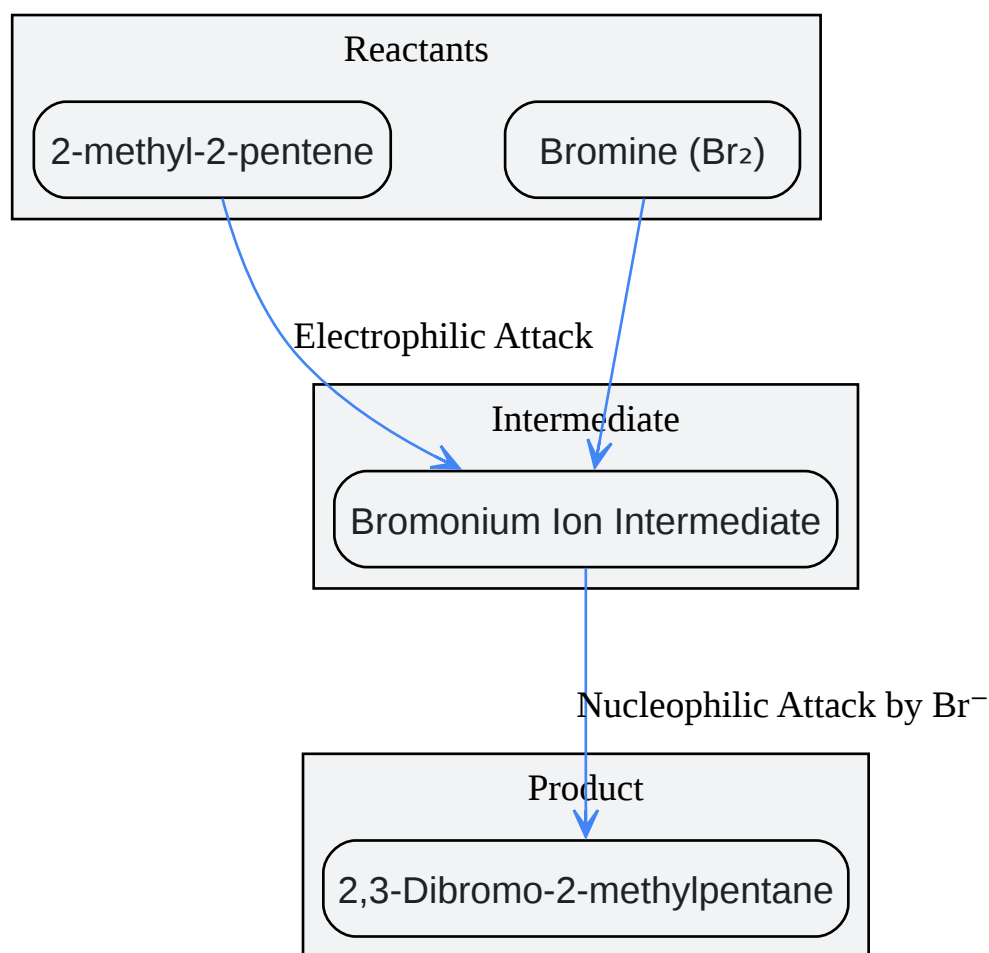 Reactants
2-methyl-2-pentene
Bromine (Br₂)
Electrophilic Attack
Intermediate
Bromonium Ion Intermediate
Nucleophilic Attack by Br⁻
Product
2,3-Dibromo-2-methylpentane